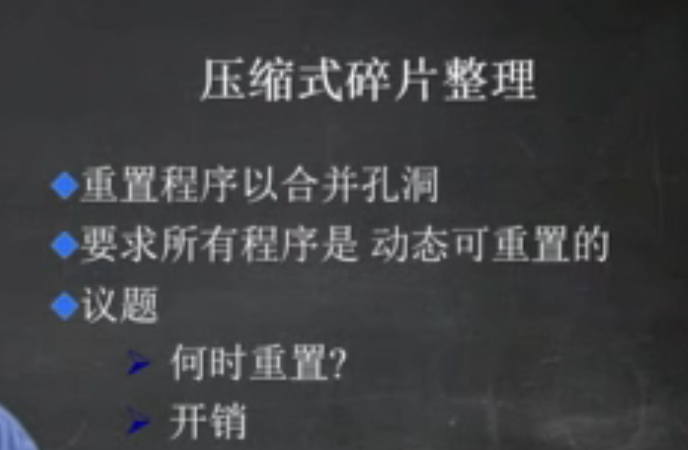 压缩式碎片整理
重置程序以合并孔洞
要求所有程序是 动态可重置的
议题
何时重置?
开销